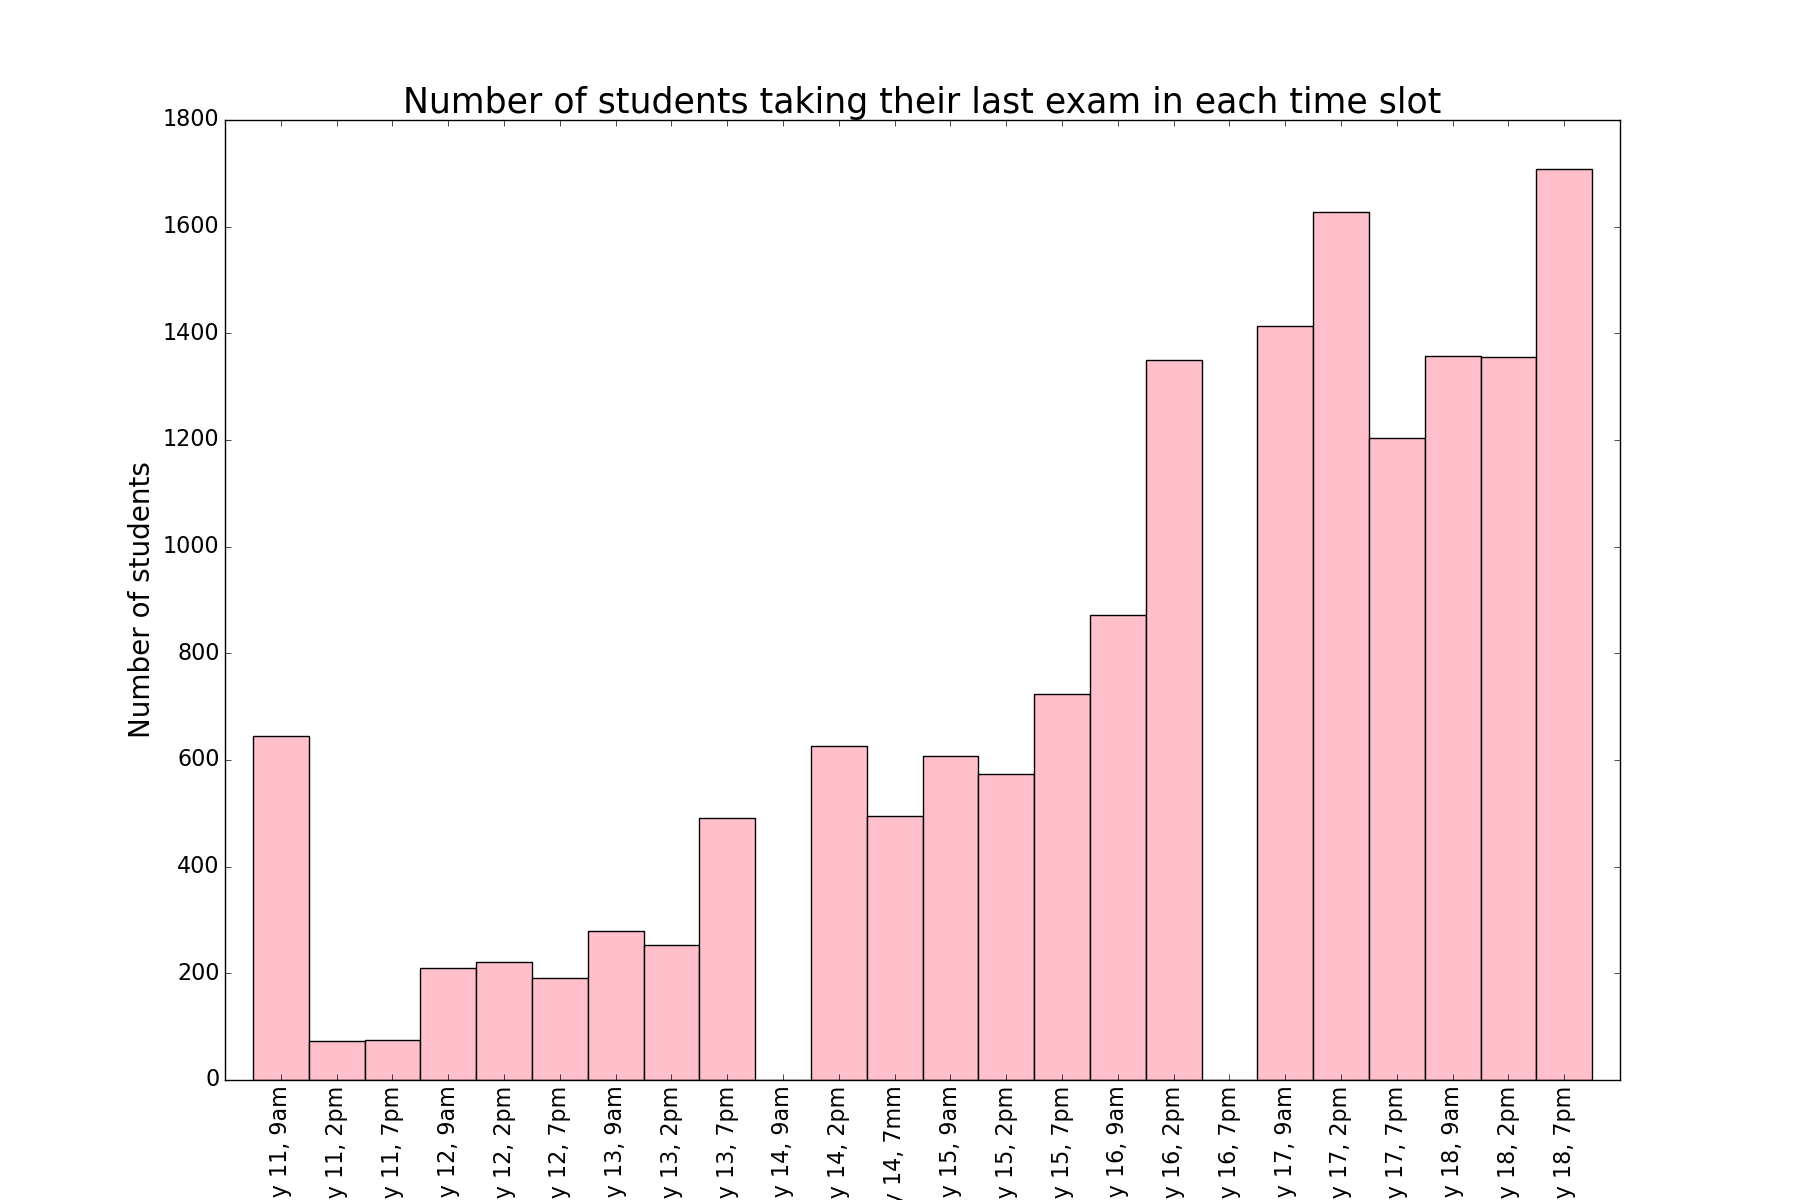 Number of students taking their last exam in each time slot
Number of students
1800
1600
1400
1200
1000
800
600
400
200
0
y 11, 9am
y 11, 2pm
y 11, 7pm
y 12, 9am
y 12, 2pm
y 12, 7pm
y 13, 9am
y 13, 2pm
y 13, 7pm
y 14, 9am
y 14, 2pm
y 14, 7mm
y 15, 9am
y 15, 2pm
y 15, 7pm
y 16, 9am
y 16, 2pm
y 16, 7pm
y 17, 9am
y 17, 2pm
y 17, 7pm
y 18, 9am
y 18, 2pm
y 18, 7pm